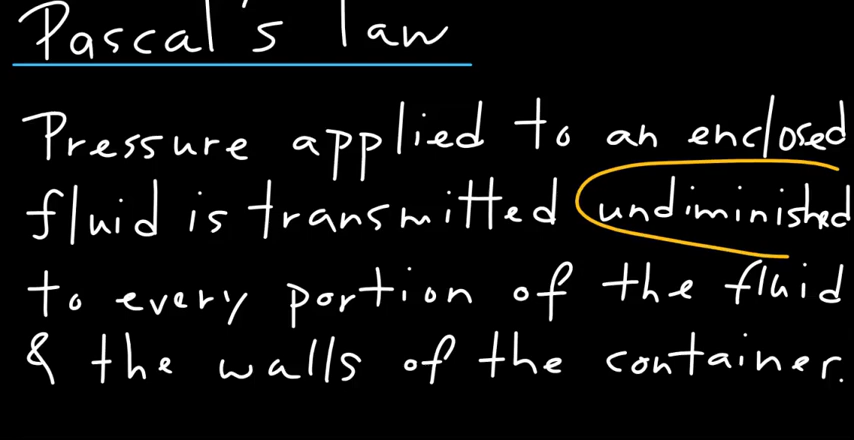 Pascal's law
Pressure applied to an enclosed
fluid is transmitted undiminished
to every portion of the fluid
& the walls of the container.